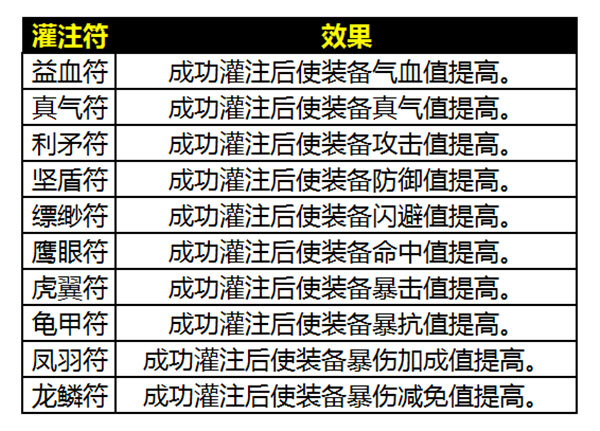 灌注符 效果
益血符 成功灌注后使装备气血值提高。
真气符 成功灌注后使装备真气值提高。
利矛符 成功灌注后使装备攻击值提高。
坚盾符 成功灌注后使装备防御值提高。
缥缈符 成功灌注后使装备闪避值提高。
鹰眼符 成功灌注后使装备命中值提高。
虎翼符 成功灌注后使装备暴击值提高。
龟甲符 成功灌注后使装备暴抗值提高。
凤羽符 成功灌注后使装备暴伤加成值提高。
龙鳞符 成功灌注后使装备暴伤减免值提高。